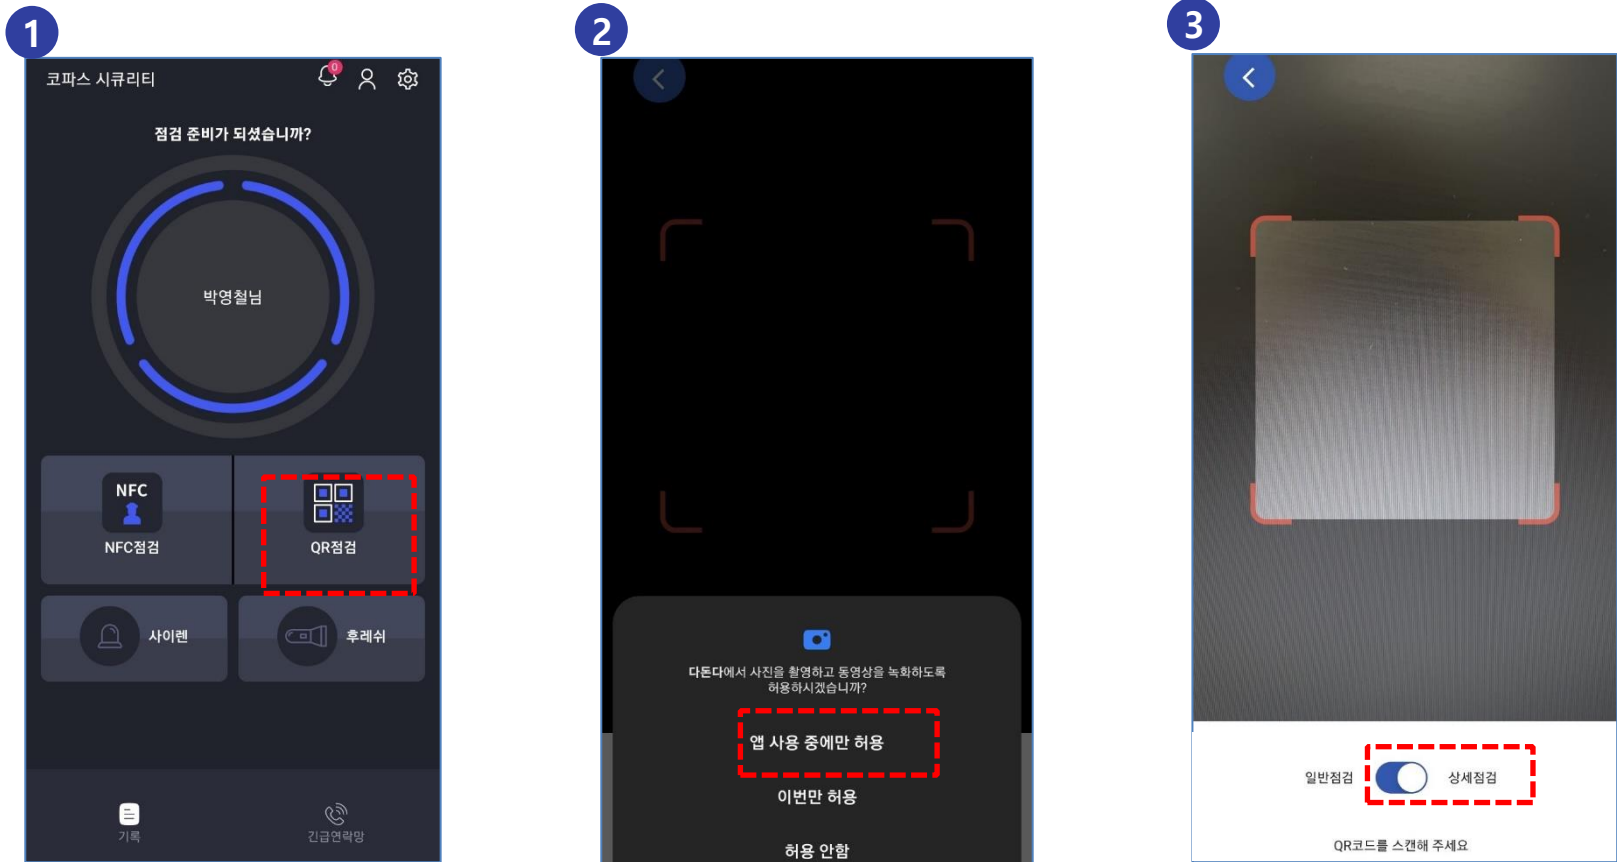 1
코파스 시큐리티
0
점검 준비가 되셨습니까?
박영철님
NFC
NFC점검
QR점검
사이렌
후레쉬
기록
긴급연락망
2
다돈다에서 사진을 촬영하고 동영상을 녹화하도록
허용하시겠습니까?
앱 사용 중에만 허용
이번만 허용
허용 안함
3
일반점검
상세점검
QR코드를 스캔해 주세요